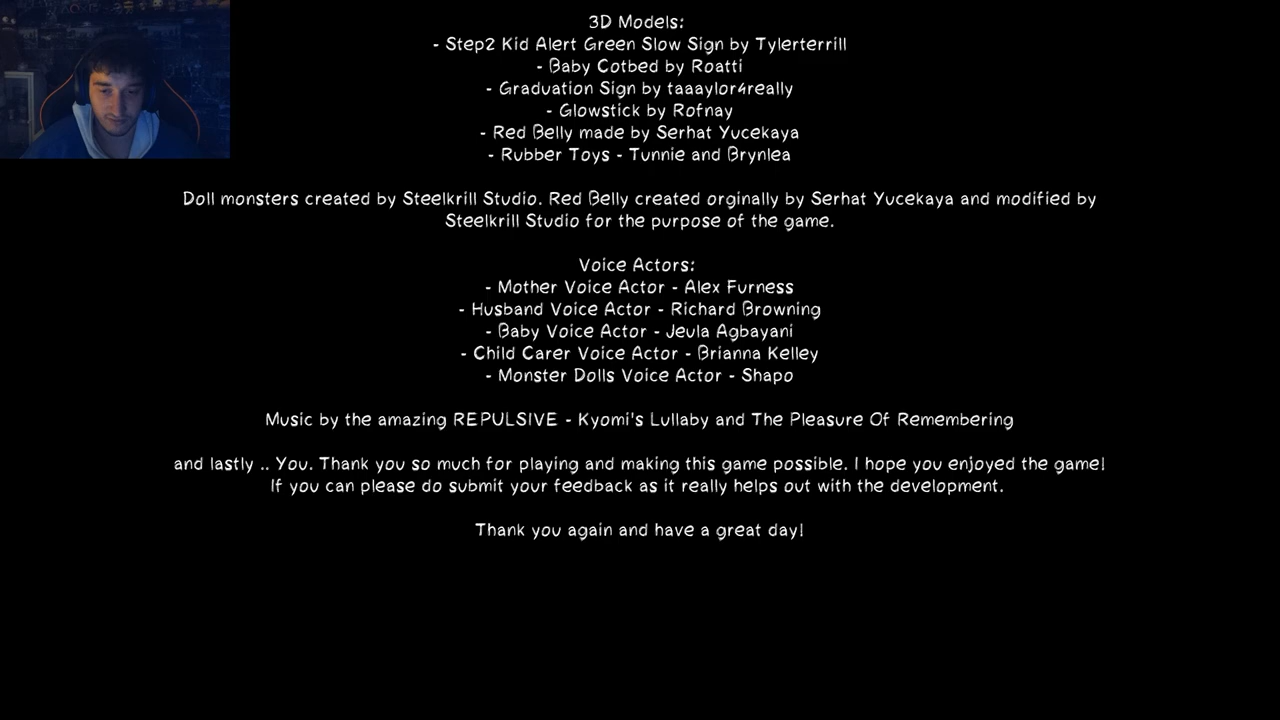 3D Models:
- Step2 Kid Alert Green Slow Sign by Tylerterrill
- Baby Cotbed by Roatti
- Graduation Sign by taaaylor4really
- Glowstick by Rofnay
- Red Belly made by Serhat Yucekaya
- Rubber Toys - Tunnie and Brynlea
Doll monsters created by Steelkrill Studio. Red Belly created orginally by Serhat Yucekaya and modified by
Steelkrill Studio for the purpose of the game.
Voice Actors:
- Mother Voice Actor - Alex Furness
- Husband Voice Actor - Richard Browning
- Baby Voice Actor - Jeula Agbayani
- Child Carer Voice Actor - Brianna Kelley
- Monster Dolls Voice Actor - Shapo
Music by the amazing REPULSIVE - Kyomi's Lullaby and The Pleasure Of Remembering
and lastly .. You. Thank you so much for playing and making this game possible. I hope you enjoyed the game!
If you can please do submit your feedback as it really helps out with the development.
Thank you again and have a great day!